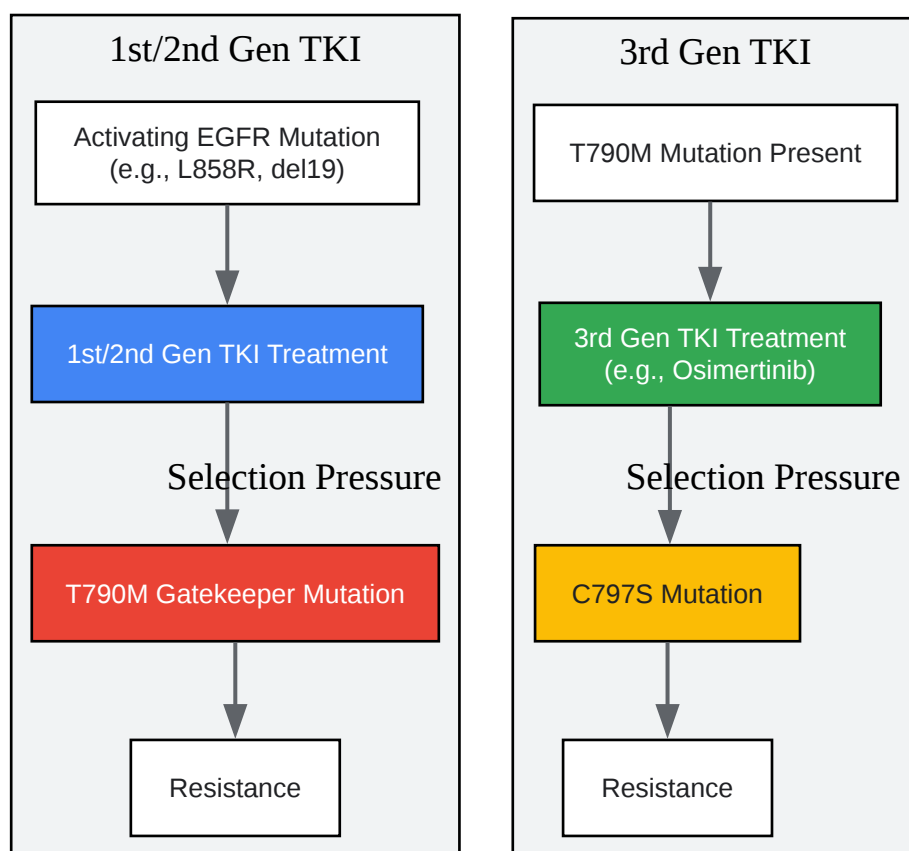 1st/2nd Gen TKI
Activating EGFR Mutation
(e.g., L858R, del19)
1st/2nd Gen TKI Treatment
Selection Pressure
T790M Gatekeeper Mutation
Resistance
3rd Gen TKI
T790M Mutation Present
3rd Gen TKI Treatment
(e.g., Osimertinib)
Selection Pressure
C797S Mutation
Resistance